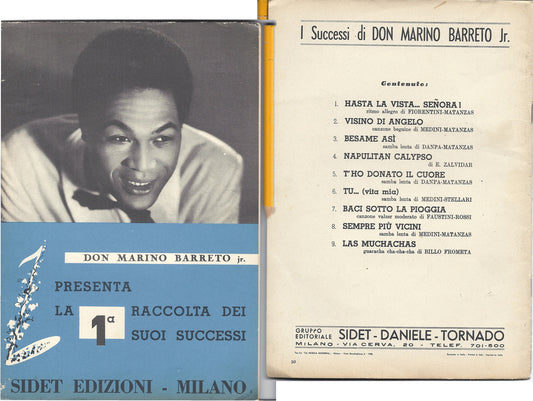 DON MARINO BARRETO jr.
PRESENTA
LA 1ª RACCOLTA DEI
SUOI SUCCESSI
SIDET EDIZIONI - MILANO
I Successi di DON MARINO BARRETO Jr.
Contenuto:
1. HASTA LA VISTA... SEÑORA!
ritmo allegro di FIORENTINI-MATANZAS
2. VISINO DI ANGELO
canzone beguine di MEDINI-MATANZAS
3. BESAME ASÌ
samba lenta di DANPA-MATANZAS
4. NAPULITAN CALYPSO
di E. ZALVIDAR
5. T'HO DONATO IL CUORE
samba lenta di DANPA-MATANZAS
6. TU... (vita mia)
samba lenta di MEDINI-STELLARI
7. BACI SOTTO LA PIOGGIA
canzone valzer moderato di FAUSTINI-ROSSI
8. SEMPRE PIÙ VICINI
samba lenta di MEDINI-MATANZAS
9. LAS MUCHACHAS
guaracha cha-cha-cha di BILLO FROMETA
GRUPPO
EDITORIALE SIDET - DANIELE - TORNADO
MILANO - VIA CERVA, 20 - TELEF. 701-800